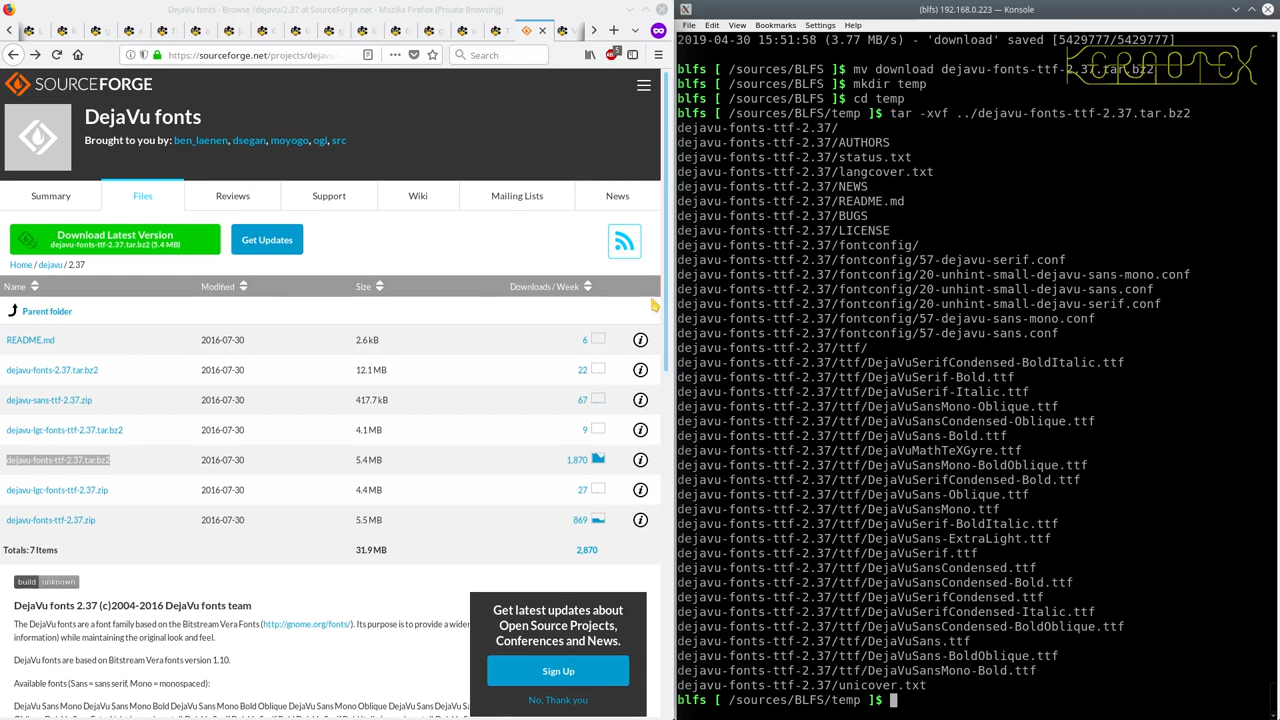 DejaVu fonts - Browse /dejavu/2.37 at SourceForge.net - Mozilla Firefox (Private Browsing)
https://sourceforge.net/projects/dejavu
Search
5
SOURCEFORGE
DejaVu fonts
Brought to you by: ben_laenen, dsegan, moyogo, ogi, src
Summary
Files
Reviews
Support
Wiki
Mailing Lists
News
Download Latest Version
dejavu-fonts-ttf-2.37.tar.bz2 (5.4 MB)
Get Updates
Home / dejavu / 2.37
Name Modified Size Downloads / Week
Parent folder
README.md 2016-07-30 2.6 kB 6
dejavu-fonts-2.37.tar.bz2 2016-07-30 12.1 MB 22
dejavu-sans-ttf-2.37.zip 2016-07-30 417.7 kB 67
dejavu-lgc-fonts-ttf-2.37.tar.bz2 2016-07-30 4.1 MB 9
dejavu-fonts-ttf-2.37.tar.bz2 2016-07-30 5.4 MB 1,870
dejavu-lgc-fonts-ttf-2.37.zip 2016-07-30 4.4 MB 27
dejavu-fonts-ttf-2.37.zip 2016-07-30 5.5 MB 869
Totals: 7 Items 31.9 MB 2,870
build unknown
DejaVu fonts 2.37 (c)2004-2016 DejaVu fonts team
The DejaVu fonts are a font family based on the Bitstream Vera Fonts (http://gnome.org/fonts/). Its purpose is to provide a wider
information) while maintaining the original look and feel.
DejaVu fonts are based on Bitstream Vera fonts version 1.10.
Available fonts (Sans = sans serif, Mono = monospaced):
DejaVu Sans Mono DejaVu Sans Mono Bold DejaVu Sans Mono Bold Oblique DejaVu Sans Mono
Get latest updates about
Open Source Projects,
Conferences and News.
Sign Up
No, Thank you
(blfs) 192.168.0.223 — Konsole
File Edit View Bookmarks Settings Help
2019-04-30 15:51:58 (3.77 MB/s) - 'download' saved [5429777/5429777]
KERNOTEX
blfs [ /sources/BLFS ]$ mv download dejavu-fonts-ttf-2.37.tar.bz2
blfs [ /sources/BLFS ]$ mkdir temp
blfs [ /sources/BLFS ]$ cd temp
blfs [ /sources/BLFS/temp ]$ tar -xvf ../dejavu-fonts-ttf-2.37.tar.bz2
dejavu-fonts-ttf-2.37/
dejavu-fonts-ttf-2.37/AUTHORS
dejavu-fonts-ttf-2.37/status.txt
dejavu-fonts-ttf-2.37/langcover.txt
dejavu-fonts-ttf-2.37/NEWS
dejavu-fonts-ttf-2.37/README.md
dejavu-fonts-ttf-2.37/BUGS
dejavu-fonts-ttf-2.37/LICENSE
dejavu-fonts-ttf-2.37/fontconfig/
dejavu-fonts-ttf-2.37/fontconfig/57-dejavu-serif.conf
dejavu-fonts-ttf-2.37/fontconfig/20-unhint-small-dejavu-sans-mono.conf
dejavu-fonts-ttf-2.37/fontconfig/20-unhint-small-dejavu-sans.conf
dejavu-fonts-ttf-2.37/fontconfig/20-unhint-small-dejavu-serif.conf
dejavu-fonts-ttf-2.37/fontconfig/57-dejavu-sans-mono.conf
dejavu-fonts-ttf-2.37/fontconfig/57-dejavu-sans.conf
dejavu-fonts-ttf-2.37/ttf/
dejavu-fonts-ttf-2.37/ttf/DejaVuSerifCondensed-BoldItalic.ttf
dejavu-fonts-ttf-2.37/ttf/DejaVuSerif-Bold.ttf
dejavu-fonts-ttf-2.37/ttf/DejaVuSerif-Italic.ttf
dejavu-fonts-ttf-2.37/ttf/DejaVuSansMono-Oblique.ttf
dejavu-fonts-ttf-2.37/ttf/DejaVuSansCondensed-Oblique.ttf
dejavu-fonts-ttf-2.37/ttf/DejaVuSans-Bold.ttf
dejavu-fonts-ttf-2.37/ttf/DejaVuMathTeXGyre.ttf
dejavu-fonts-ttf-2.37/ttf/DejaVuSansMono-BoldOblique.ttf
dejavu-fonts-ttf-2.37/ttf/DejaVuSerifCondensed-Bold.ttf
dejavu-fonts-ttf-2.37/ttf/DejaVuSans-Oblique.ttf
dejavu-fonts-ttf-2.37/ttf/DejaVuSansMono.ttf
dejavu-fonts-ttf-2.37/ttf/DejaVuSerif-BoldItalic.ttf
dejavu-fonts-ttf-2.37/ttf/DejaVuSans-ExtraLight.ttf
dejavu-fonts-ttf-2.37/ttf/DejaVuSerif.ttf
dejavu-fonts-ttf-2.37/ttf/DejaVuSansCondensed.ttf
dejavu-fonts-ttf-2.37/ttf/DejaVuSansCondensed-Bold.ttf
dejavu-fonts-ttf-2.37/ttf/DejaVuSerifCondensed.ttf
dejavu-fonts-ttf-2.37/ttf/DejaVuSerifCondensed-Italic.ttf
dejavu-fonts-ttf-2.37/ttf/DejaVuSansCondensed-BoldOblique.ttf
dejavu-fonts-ttf-2.37/ttf/DejaVuSans.ttf
dejavu-fonts-ttf-2.37/ttf/DejaVuSans-BoldOblique.ttf
dejavu-fonts-ttf-2.37/ttf/DejaVuSansMono-Bold.ttf
dejavu-fonts-ttf-2.37/unicover.txt
blfs [ /sources/BLFS/temp ]$